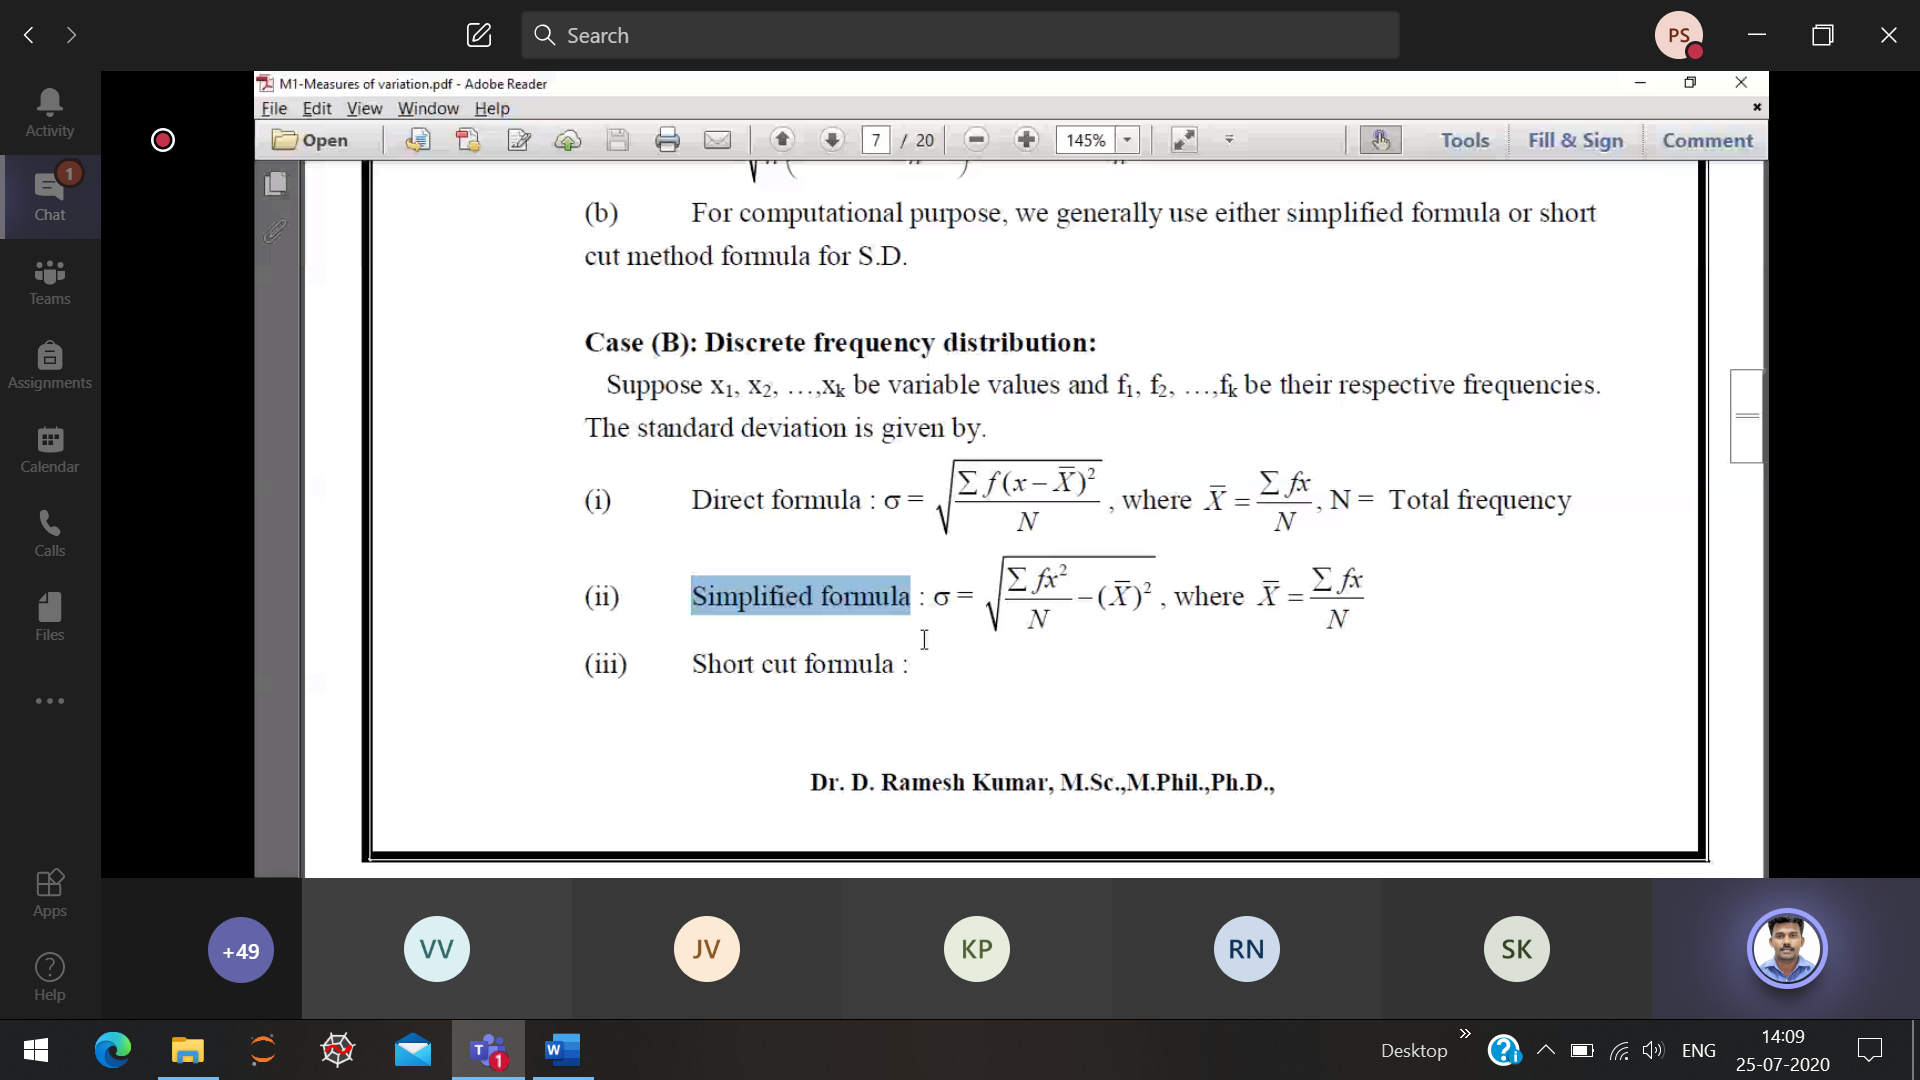 Search
PS
M1-Measures of variation.pdf - Adobe Reader
File Edit View Window Help
Open 7 / 20 145% Tools Fill & Sign Comment
Activity
1
Chat
Teams
Assignments
Calendar
Calls
Files
Apps
Help
(b) For computational purpose, we generally use either simplified formula or short
cut method formula for S.D.
Case (B): Discrete frequency distribution:
Suppose x₁, x₂, …,xₖ be variable values and f₁, f₂, …,fₖ be their respective frequencies.
The standard deviation is given by.
(i) Direct formula : σ = √(Σ f(x − X̄)² / N) , where X̄ = Σ fx / N , N = Total frequency
(ii) Simplified formula : σ = √(Σ fx² / N − (X̄)²) , where X̄ = Σ fx / N
(iii) Short cut formula :
Dr. D. Ramesh Kumar, M.Sc.,M.Phil.,Ph.D.,
+49 VV JV KP RN SK
T 1 W Desktop » ENG 14:09
25-07-2020